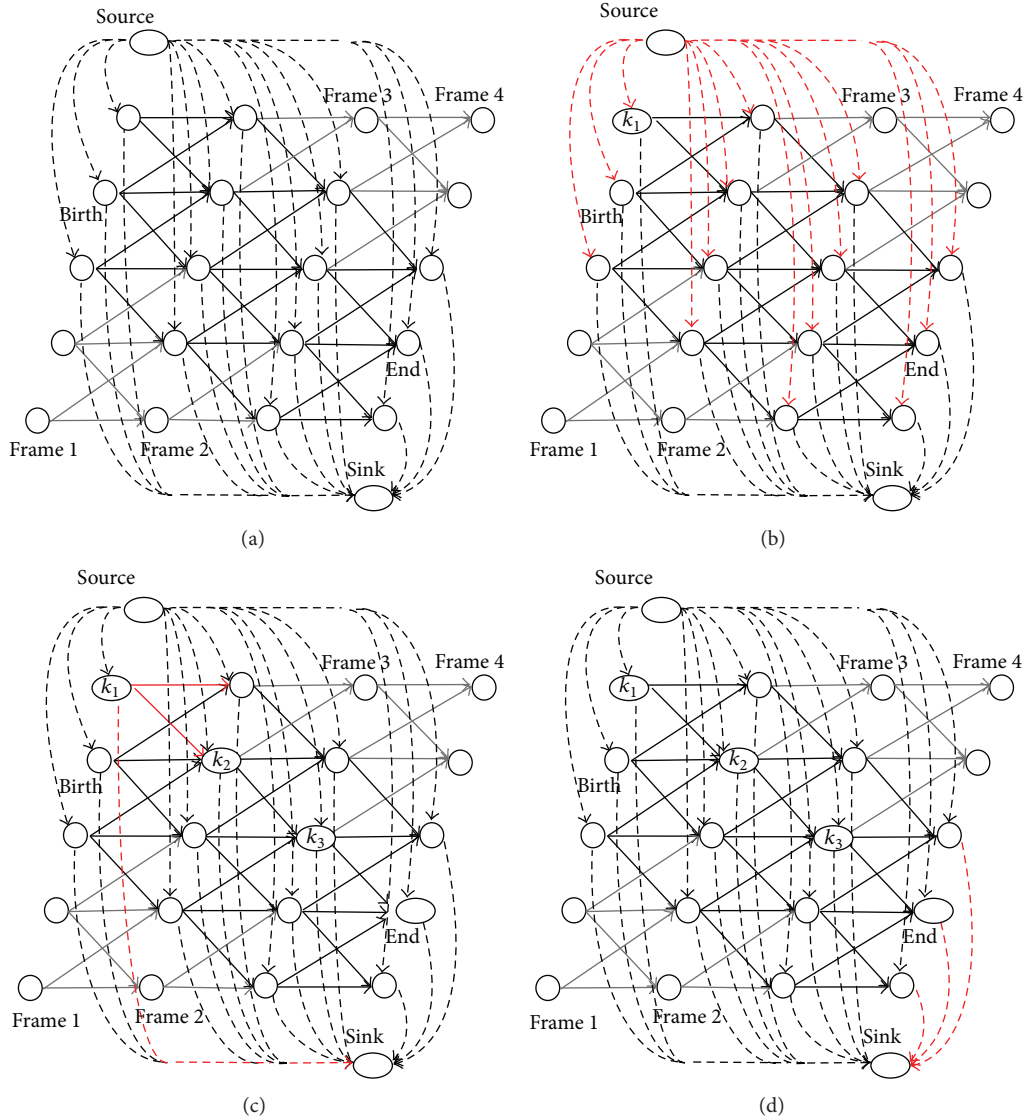 Source
Frame 3
Frame 4
Birth
End
Frame 1
Frame 2
Sink
(a)
Source
Frame 3
Frame 4
k1
Birth
End
Frame 1
Frame 2
Sink
(b)
Source
Frame 3
Frame 4
k1
k2
Birth
k3
End
Frame 1
Frame 2
Sink
(c)
Source
Frame 3
Frame 4
k1
k2
Birth
k3
End
Frame 1
Frame 2
Sink
(d)